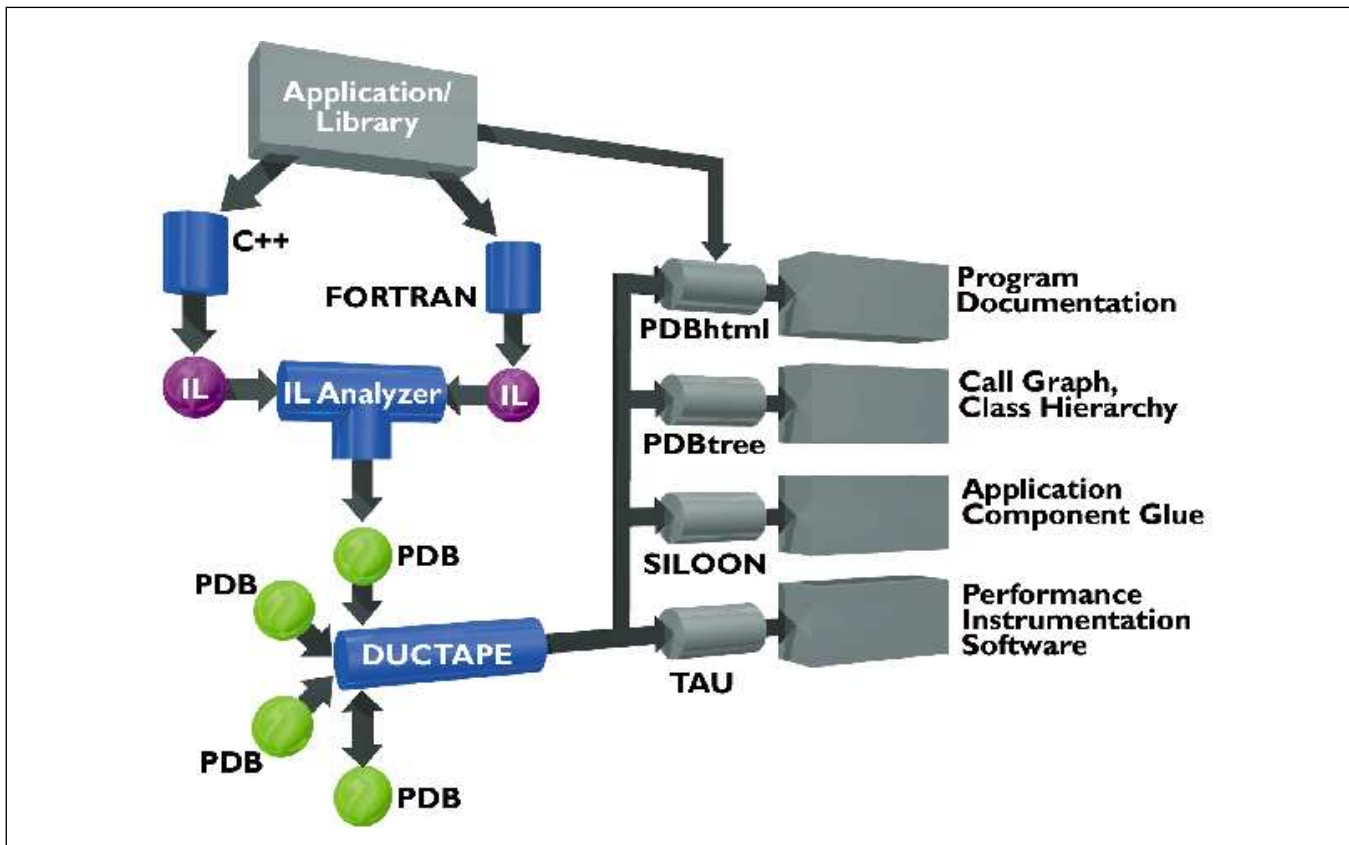 Application/
Library
C++
FORTRAN
IL
IL Analyzer
IL
PDB
PDB
DUCTAPE
PDB
PDB
PDBhtml
Program
Documentation
PDBtree
Call Graph,
Class Hierarchy
SILOON
Application
Component Glue
TAU
Performance
Instrumentation
Software